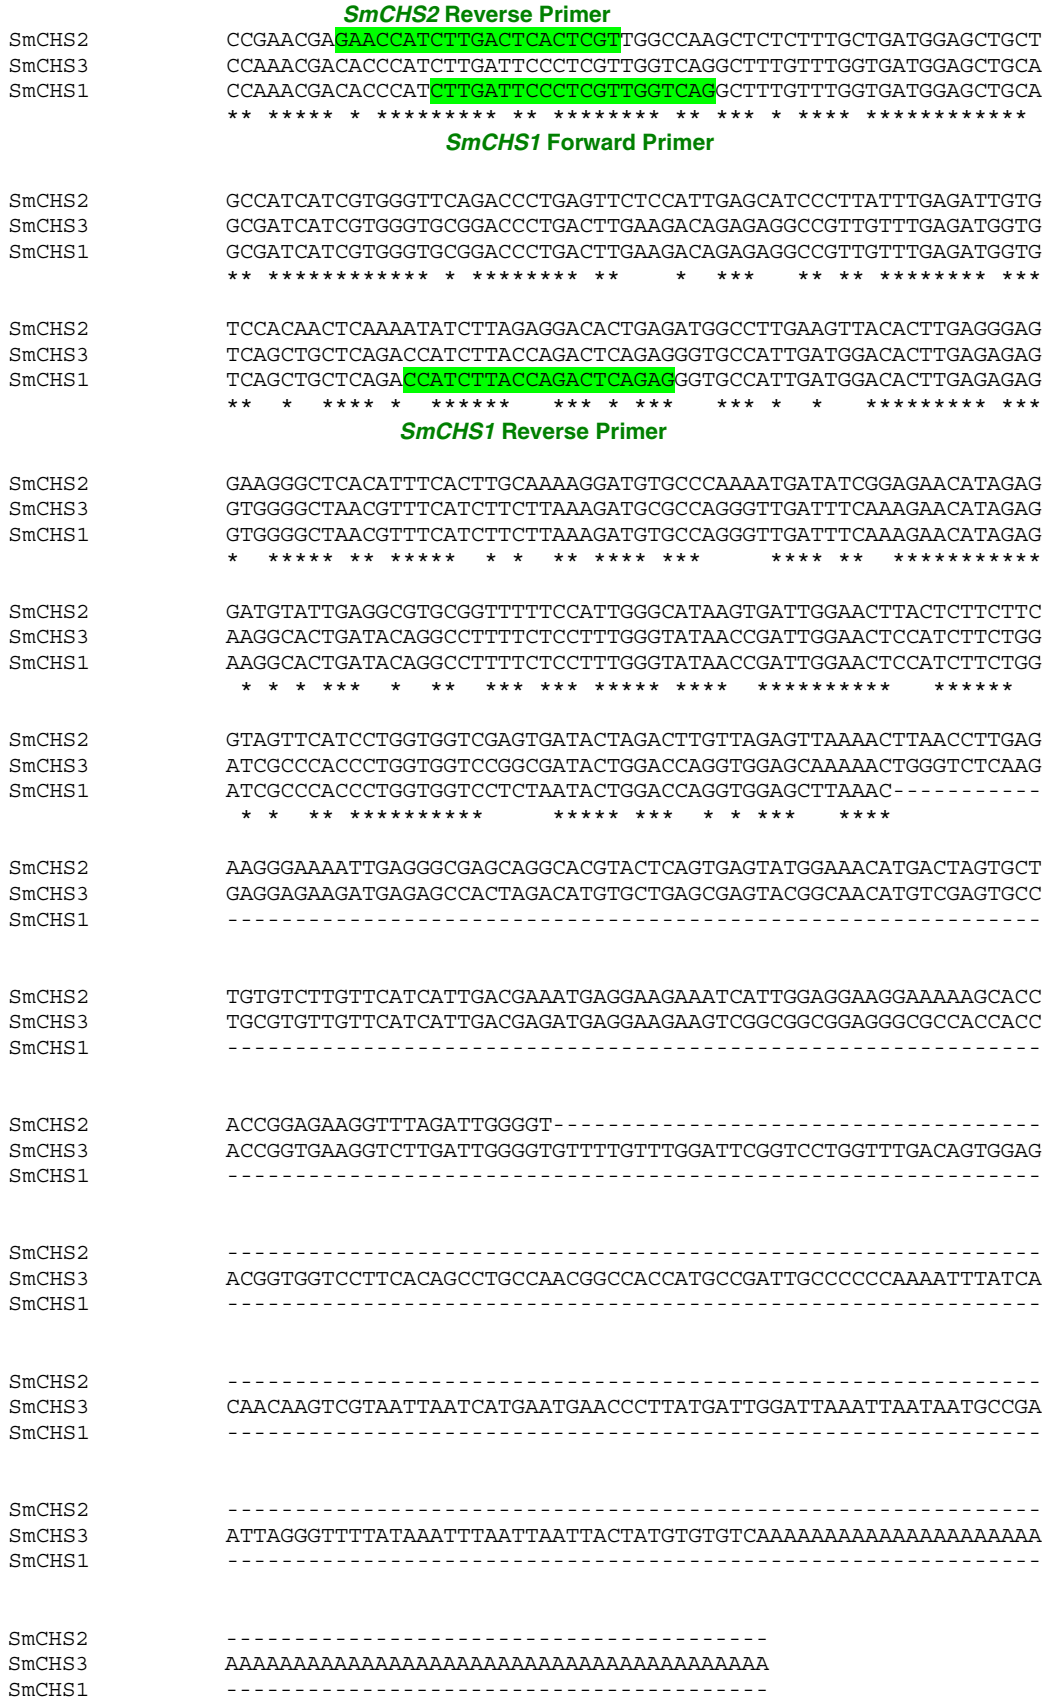 SmCHS2 Reverse Primer
SmCHS2 CCGAACGAGAACCATCTTGACTCACTCGTTGGCCAAGCTCTCTTTGCTGATGGAGCTGCT
SmCHS3 CCAAACGACACCCATCTTGATTCCCTCGTTGGTCAGGCTTTGTTTGGTGATGGAGCTGCA
SmCHS1 CCAAACGACACCCATCTTGATTCCCTCGTTGGTCAGGCTTTGTTTGGTGATGGAGCTGCA
** ***** * ********* ** ******** ** *** * **** ************
SmCHS1 Forward Primer
SmCHS2 GCCATCATCGTGGGTTCAGACCCTGAGTTCTCCATTGAGCATCCCTTATTTGAGATTGTG
SmCHS3 GCGATCATCGTGGGTGCGGACCCTGACTTGAAGACAGAGAGGCCGTTGTTTGAGATGGTG
SmCHS1 GCGATCATCGTGGGTGCGGACCCTGACTTGAAGACAGAGAGGCCGTTGTTTGAGATGGTG
** ************ * ******** **    *  ***   ** ** ******** ***
SmCHS2 TCCACAACTCAAAATATCTTAGAGGACACTGAGATGGCCTTGAAGTTACACTTGAGGGAG
SmCHS3 TCAGCTGCTCAGACCATCTTACCAGACTCAGAGGGTGCCATTGATGGACACTTGAGAGAG
SmCHS1 TCAGCTGCTCAGACCATCTTACCAGACTCAGAGGGTGCCATTGATGGACACTTGAGAGAG
**  *  **** *  ******   *** * ***   *** *  *   ********* ***
SmCHS1 Reverse Primer
SmCHS2 GAAGGGCTCACATTTCACTTGCAAAAGGATGTGCCCAAAATGATATCGGAGAACATAGAG
SmCHS3 GTGGGGCTAACGTTTCATCTTCTTAAAGATGCGCCAGGGTTGATTTCAAAGAACATAGAG
SmCHS1 GTGGGGCTAACGTTTCATCTTCTTAAAGATGTGCCAGGGTTGATTTCAAAGAACATAGAG
*  ***** ** *****  * *  ** **** ***     **** **  ***********
SmCHS2 GATGTATTGAGGCGTGCGGTTTTTCCATTGGGCATAAGTGATTGGAACTTACTCTTCTTC
SmCHS3 AAGGCACTGATACAGGCCTTTTCTCCTTTGGGTATAACCGATTGGAACTCCATCTTCTGG
SmCHS1 AAGGCACTGATACAGGCCTTTTCTCCTTTGGGTATAACCGATTGGAACTCCATCTTCTGG
* * * ***  *  **  *** *** ***** ****  **********   ******
SmCHS2 GTAGTTCATCCTGGTGGTCGAGTGATACTAGACTTGTTAGAGTTAAAACTTAACCTTGAG
SmCHS3 ATCGCCCACCCTGGTGGTCCGGCGATACTGGACCAGGTGGAGCAAAAACTGGGTCTCAAG
SmCHS1 ATCGCCCACCCTGGTGGTCCTCTAATACTGGACCAGGTGGAGCTTAAAC-----------
* *  ** **********     ***** ***  * * ***   ****
SmCHS2 AAGGGAAAATTGAGGGCGAGCAGGCACGTACTCAGTGAGTATGGAAACATGACTAGTGCT
SmCHS3 GAGGAGAAGATGAGAGCCACTAGACATGTGCTGAGCGAGTACGGCAACATGTCGAGTGCC
SmCHS1 ------------------------------------------------------------
SmCHS2 TGTGTCTTGTTCATCATTGACGAAATGAGGAAGAAATCATTGGAGGAAGGAAAAAGCACC
SmCHS3 TGCGTGTTGTTCATCATTGACGAGATGAGGAAGAAGTCGGCGGCGGAGGGCGCCACCACC
SmCHS1 ------------------------------------------------------------
SmCHS2 ACCGGAGAAGGTTTAGATTGGGGT------------------------------------
SmCHS3 ACCGGTGAAGGTCTTGATTGGGGTGTTTTGTTTGGATTCGGTCCTGGTTTGACAGTGGAG
SmCHS1 ------------------------------------------------------------
SmCHS2 ------------------------------------------------------------
SmCHS3 ACGGTGGTCCTTCACAGCCTGCCAACGGCCACCATGCCGATTGCCCCCCAAAATTTATCA
SmCHS1 ------------------------------------------------------------
SmCHS2 ------------------------------------------------------------
SmCHS3 CAACAAGTCGTAATTAATCATGAATGAACCCTTATGATTGGATTAAATTAATAATGCCGA
SmCHS1 ------------------------------------------------------------
SmCHS2 ------------------------------------------------------------
SmCHS3 ATTAGGGTTTTATAAATTTAATTAATTACTATGTGTGTCAAAAAAAAAAAAAAAAAAAAA
SmCHS1 ------------------------------------------------------------
SmCHS2 ----------------------------------------
SmCHS3 AAAAAAAAAAAAAAAAAAAAAAAAAAAAAAAAAAAAAAAA
SmCHS1 ----------------------------------------